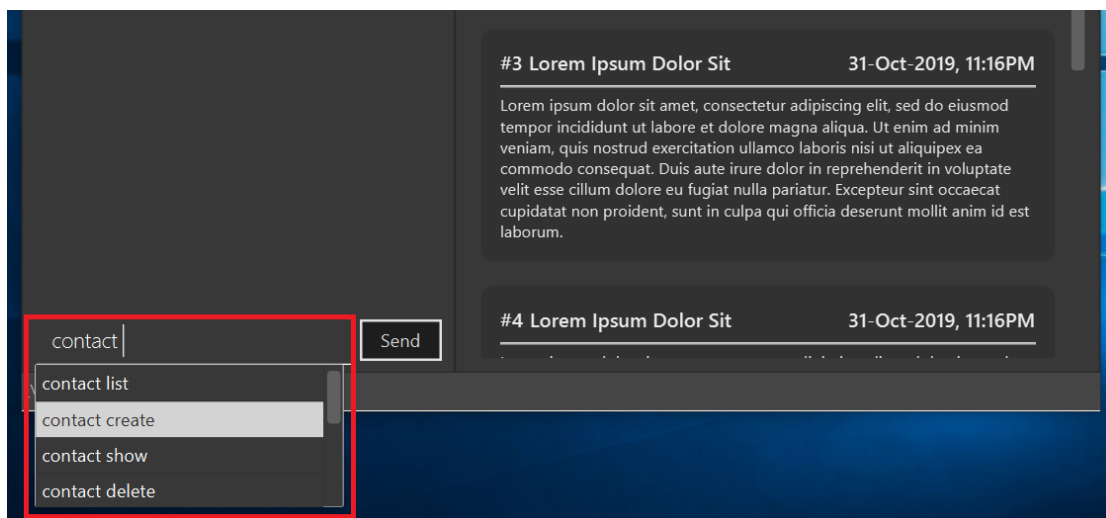 #3 Lorem Ipsum Dolor Sit 31-Oct-2019, 11:16PM
Lorem ipsum dolor sit amet, consectetur adipiscing elit, sed do eiusmod
tempor incididunt ut labore et dolore magna aliqua. Ut enim ad minim
veniam, quis nostrud exercitation ullamco laboris nisi ut aliquipex ea
commodo consequat. Duis aute irure dolor in reprehenderit in voluptate
velit esse cillum dolore eu fugiat nulla pariatur. Excepteur sint occaecat
cupidatat non proident, sunt in culpa qui officia deserunt mollit anim id est
laborum.
#4 Lorem Ipsum Dolor Sit 31-Oct-2019, 11:16PM
contact
Send
contact list
contact create
contact show
contact delete